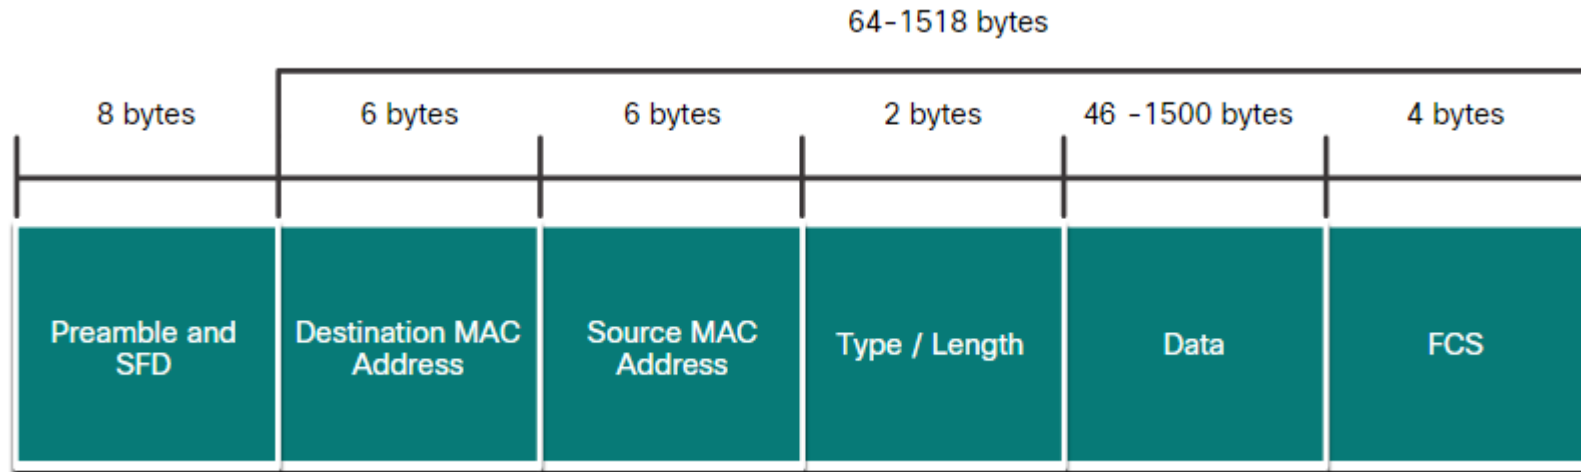 64-1518 bytes
8 bytes
6 bytes
6 bytes
2 bytes
46 -1500 bytes
4 bytes
Preamble and
SFD
Destination MAC
Address
Source MAC
Address
Type / Length
Data
FCS